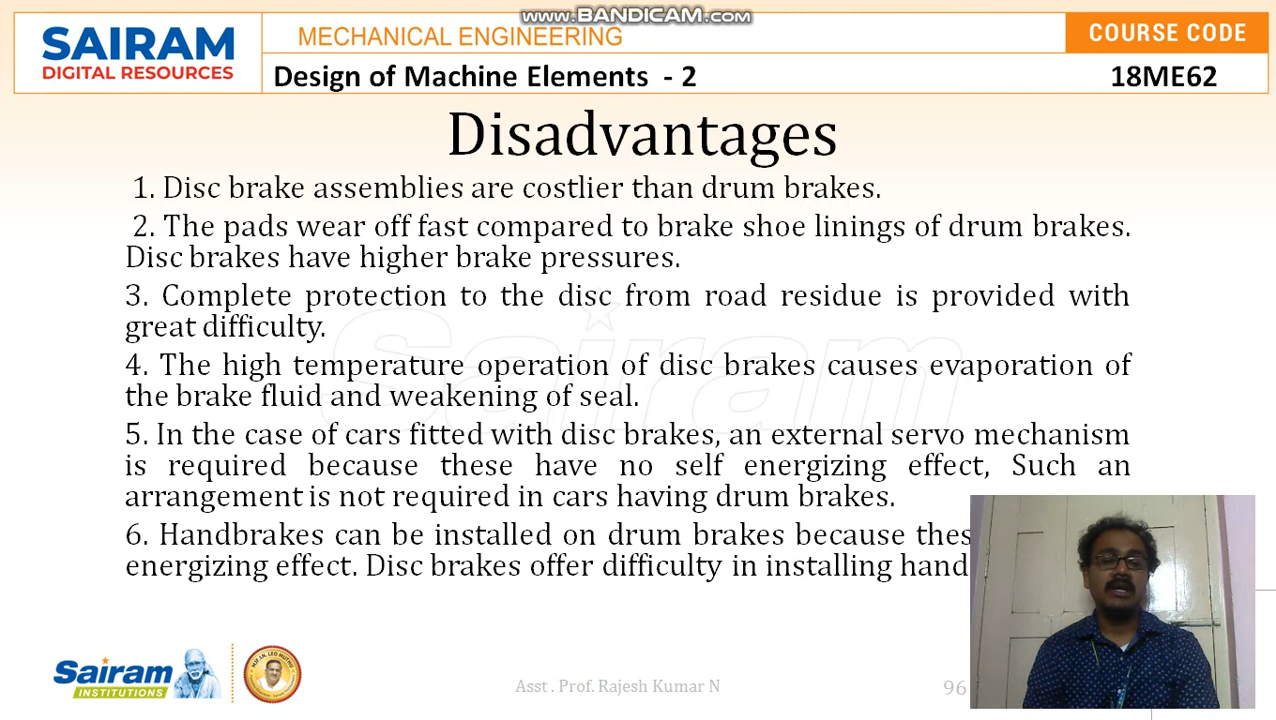 www.BANDICAM.com
SAIRAM
DIGITAL RESOURCES
MECHANICAL ENGINEERING
COURSE CODE
Design of Machine Elements - 2
18ME62
Disadvantages
1. Disc brake assemblies are costlier than drum brakes.
2. The pads wear off fast compared to brake shoe linings of drum brakes.
Disc brakes have higher brake pressures.
3. Complete protection to the disc from road residue is provided with
great difficulty.
4. The high temperature operation of disc brakes causes evaporation of
the brake fluid and weakening of seal.
5. In the case of cars fitted with disc brakes, an external servo mechanism
is required because these have no self energizing effect, Such an
arrangement is not required in cars having drum brakes.
6. Handbrakes can be installed on drum brakes because
energizing effect. Disc brakes offer difficulty in installing
Sairam
Sairam
INSTITUTIONS
Asst . Prof. Rajesh Kumar N
96